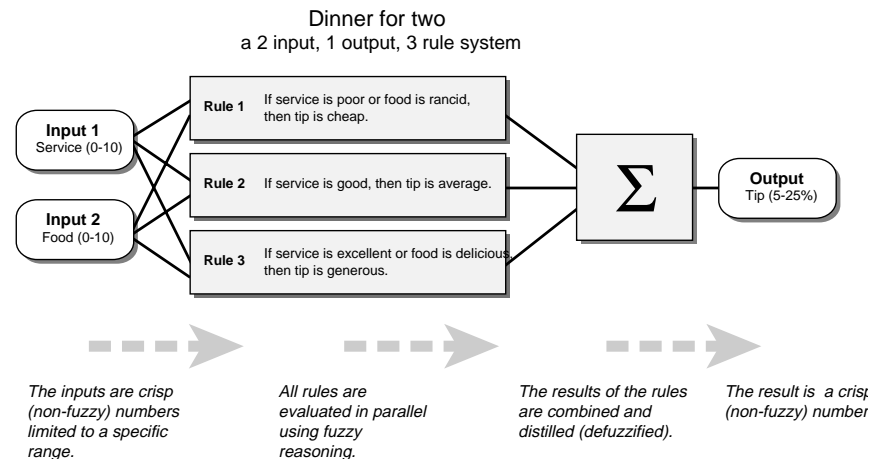 Dinner for two
a 2 input, 1 output, 3 rule system
Input 1
Service (0-10)
Input 2
Food (0-10)
Rule 1
If service is poor or food is rancid,
then tip is cheap.
Rule 2
If service is good, then tip is average.
Rule 3
If service is excellent or food is delicious,
then tip is generous.
Σ
Output
Tip (5-25%)
The inputs are crisp
(non-fuzzy) numbers
limited to a specific
range.
All rules are
evaluated in parallel
using fuzzy
reasoning.
The results of the rules
are combined and
distilled (defuzzified).
The result is a crisp
(non-fuzzy) number